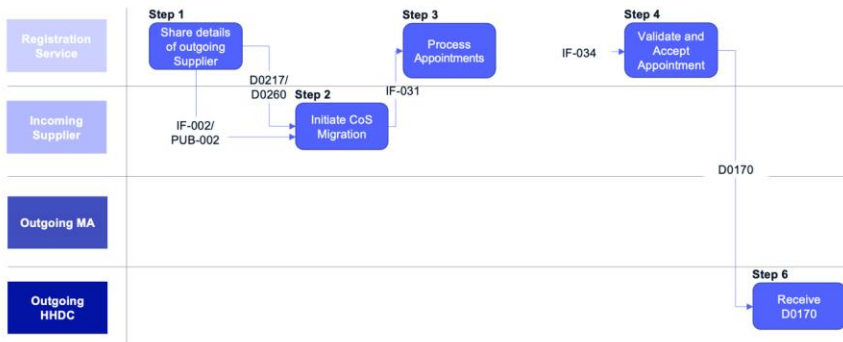 Step 1
Step 3
Step 4
Registration
Service
Share details
of outgoing
Supplier
Process
Appointments
IF-034
Validate and
Accept
Appointment
D0217/
D0260
Step 2
IF-031
Incoming
Supplier
IF-002/
PUB-002
Initiate CoS
Migration
D0170
Outgoing MA
Step 6
Outgoing
HHDC
Receive
D0170